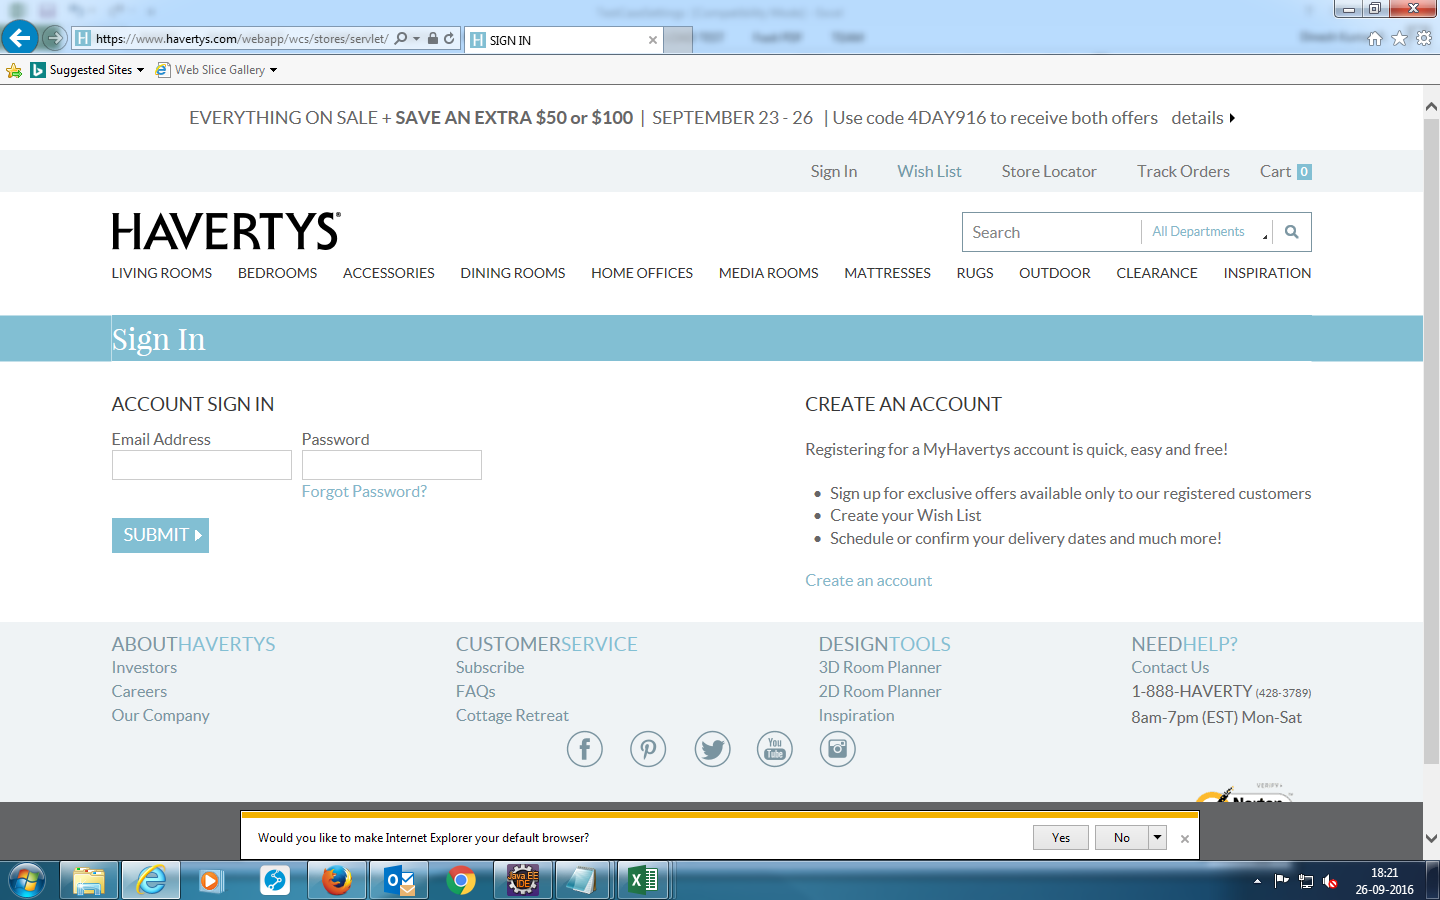 https://www.havertys.com/webapp/wcs/stores/servlet/
SIGN IN
Suggested Sites
Web Slice Gallery
EVERYTHING ON SALE + SAVE AN EXTRA $50 or $100 | SEPTEMBER 23 - 26 | Use code 4DAY916 to receive both offers details
Sign In Wish List Store Locator Track Orders Cart 0
HAVERTYS®
Search All Departments
LIVING ROOMS BEDROOMS ACCESSORIES DINING ROOMS HOME OFFICES MEDIA ROOMS MATTRESSES RUGS OUTDOOR CLEARANCE INSPIRATION
Sign In
ACCOUNT SIGN IN
Email Address Password
Forgot Password?
SUBMIT
CREATE AN ACCOUNT
Registering for a MyHavertys account is quick, easy and free!
• Sign up for exclusive offers available only to our registered customers
• Create your Wish List
• Schedule or confirm your delivery dates and much more!
Create an account
ABOUTHAVERTYS
Investors
Careers
Our Company
CUSTOMERSERVICE
Subscribe
FAQs
Cottage Retreat
DESIGNTOOLS
3D Room Planner
2D Room Planner
Inspiration
NEEDHELP?
Contact Us
1-888-HAVERTY (428-3789)
8am-7pm (EST) Mon-Sat
You Tube
VERIFY
Norton
Would you like to make Internet Explorer your default browser?
Yes No
Java EE
IDE
18:21
26-09-2016